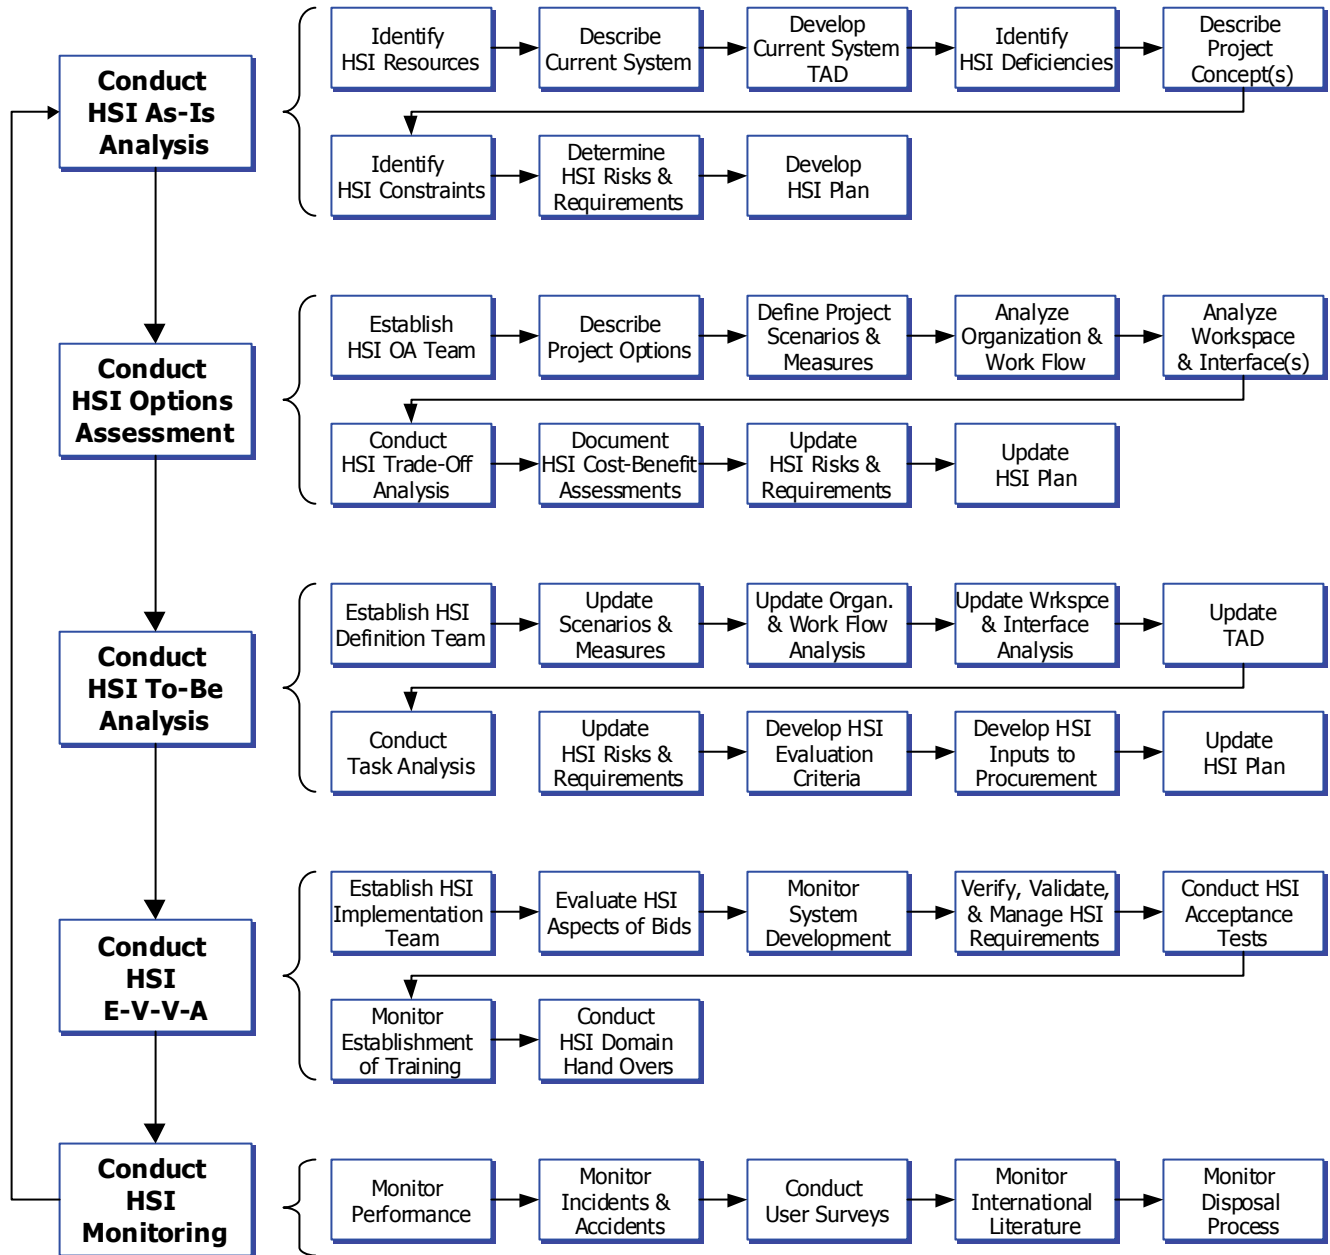 Conduct
HSI As-Is
Analysis
Identify
HSI Resources
Describe
Current System
Develop
Current System
TAD
Identify
HSI Deficiencies
Describe
Project
Concept(s)
Identify
HSI Constraints
Determine
HSI Risks &
Requirements
Develop
HSI Plan
Conduct
HSI Options
Assessment
Establish
HSI OA Team
Describe
Project Options
Define Project
Scenarios &
Measures
Analyze
Organization &
Work Flow
Analyze
Workspace
& Interface(s)
Conduct
HSI Trade-Off
Analysis
Document
HSI Cost-Benefit
Assessments
Update
HSI Risks &
Requirements
Update
HSI Plan
Conduct
HSI To-Be
Analysis
Establish HSI
Definition Team
Update
Scenarios &
Measures
Update Organ.
& Work Flow
Analysis
Update Wrkspce
& Interface
Analysis
Update
TAD
Conduct
Task Analysis
Update
HSI Risks &
Requirements
Develop HSI
Evaluation
Criteria
Develop HSI
Inputs to
Procurement
Update
HSI Plan
Conduct
HSI
E-V-V-A
Establish HSI
Implementation
Team
Evaluate HSI
Aspects of Bids
Monitor
System
Development
Verify, Validate,
& Manage HSI
Requirements
Conduct HSI
Acceptance
Tests
Monitor
Establishment
of Training
Conduct
HSI Domain
Hand Overs
Conduct
HSI
Monitoring
Monitor
Performance
Monitor
Incidents &
Accidents
Conduct
User Surveys
Monitor
International
Literature
Monitor
Disposal
Process